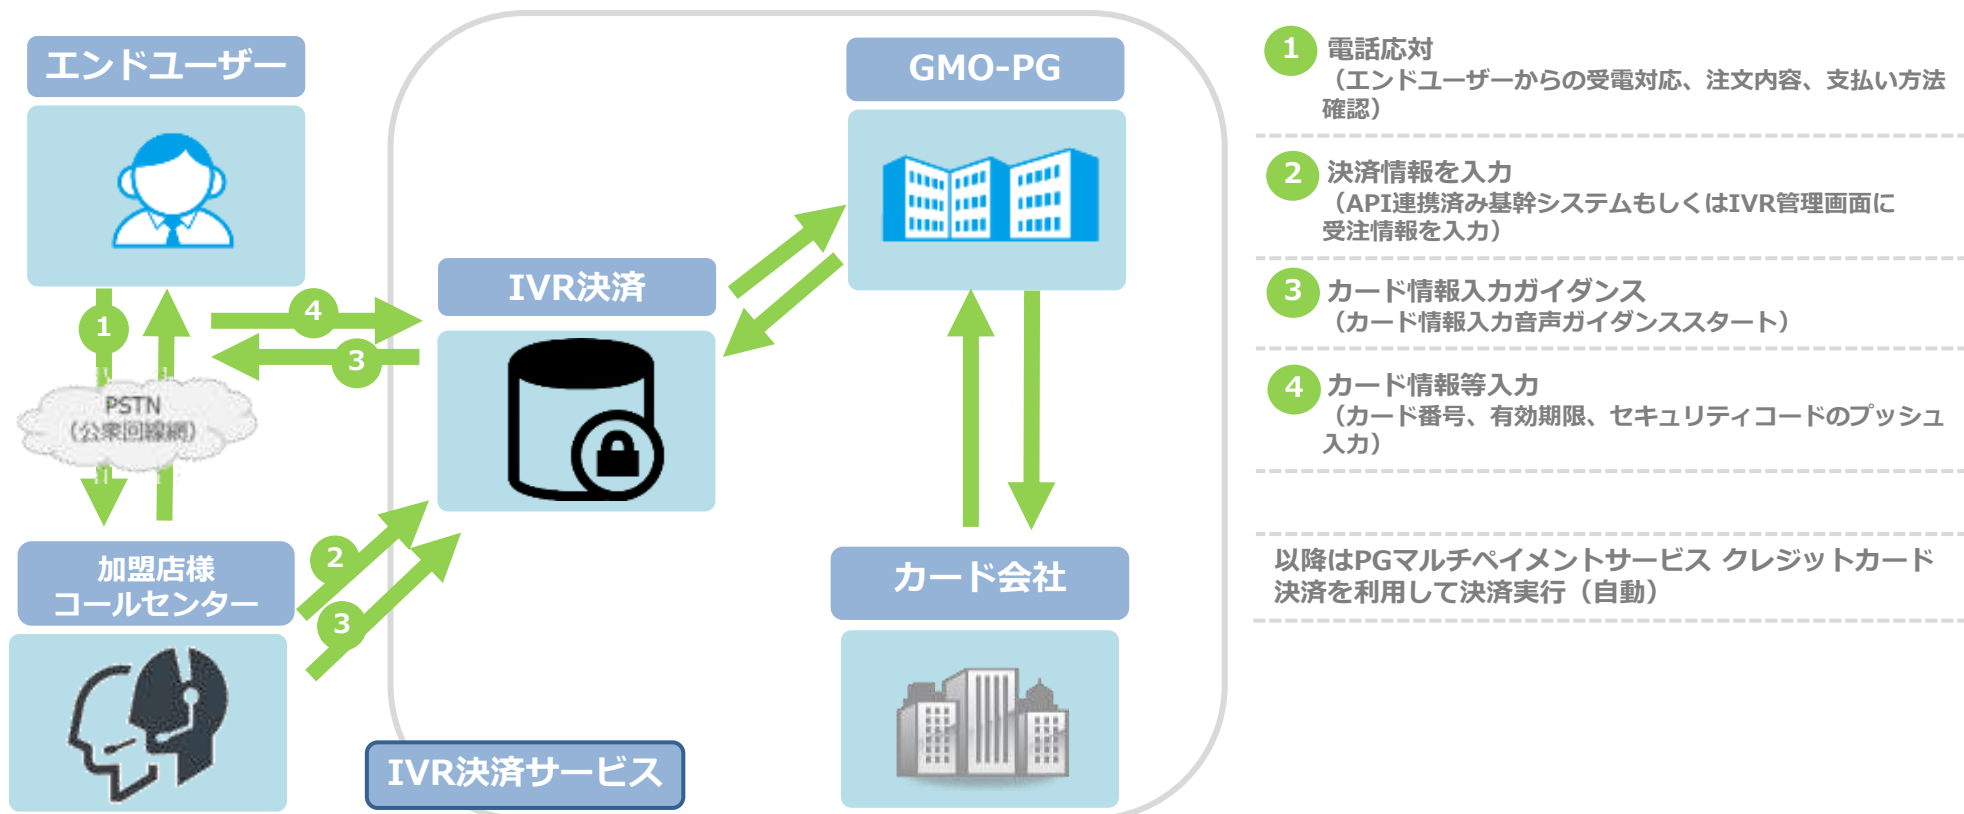 エンドユーザー
GMO-PG
IVR決済
1
4
3
PSTN
(公衆回線網)
2
3
加盟店様
コールセンター
カード会社
IVR決済サービス
1 電話応対
（エンドユーザーからの受電対応、注文内容、支払い方法
確認）
2 決済情報を入力
（API連携済み基幹システムもしくはIVR管理画面に
受注情報を入力）
3 カード情報入力ガイダンス
（カード情報入力音声ガイダンススタート）
4 カード情報等入力
（カード番号、有効期限、セキュリティコードのプッシュ
入力）
以降はPGマルチペイメントサービス クレジットカード
決済を利用して決済実行（自動）